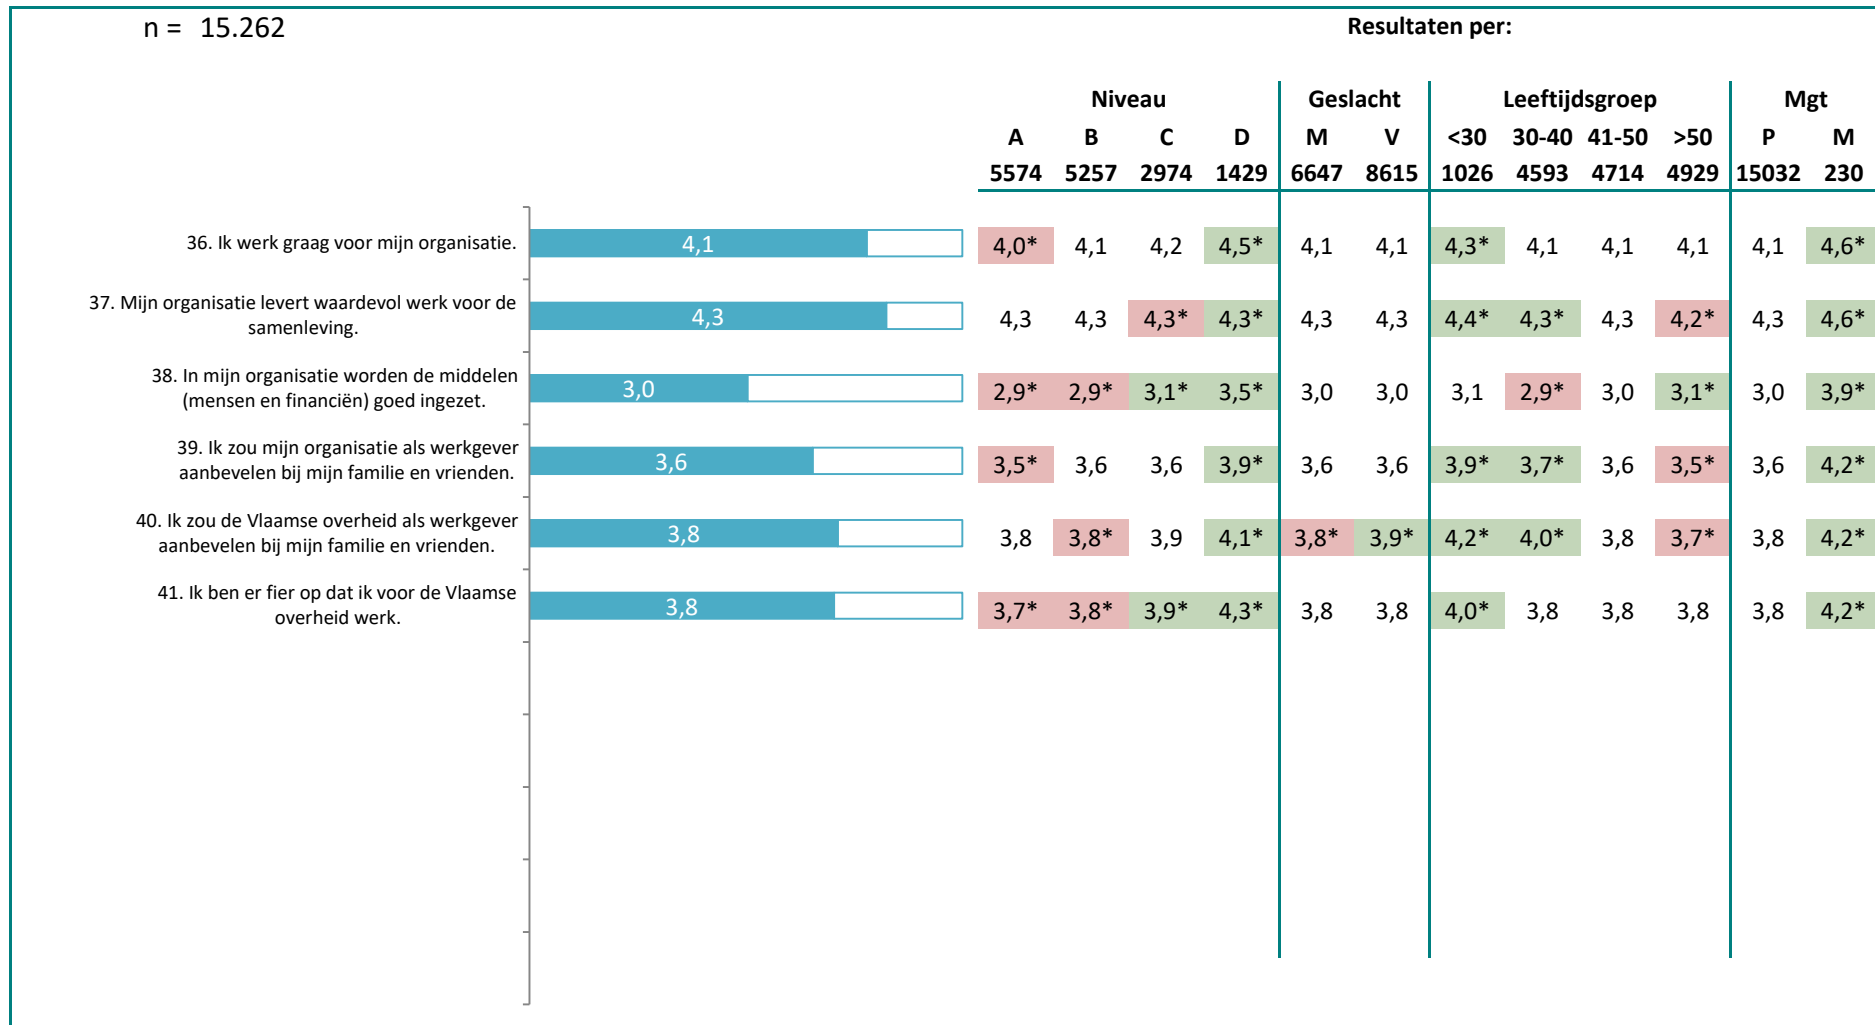 n = 15.262
Resultaten per:
Niveau Geslacht Leeftijdsgroep Mgt
A B C D M V <30 30-40 41-50 >50 P M
5574 5257 2974 1429 6647 8615 1026 4593 4714 4929 15032 230
36. Ik werk graag voor mijn organisatie. 4,1 4,0* 4,1 4,2 4,5* 4,1 4,1 4,3* 4,1 4,1 4,1 4,1 4,6*
37. Mijn organisatie levert waardevol werk voor de
samenleving. 4,3 4,3 4,3 4,3* 4,3* 4,3 4,3 4,4* 4,3* 4,3 4,2* 4,3 4,6*
38. In mijn organisatie worden de middelen
(mensen en financiën) goed ingezet. 3,0 2,9* 2,9* 3,1* 3,5* 3,0 3,0 3,1 2,9* 3,0 3,1* 3,0 3,9*
39. Ik zou mijn organisatie als werkgever
aanbevelen bij mijn familie en vrienden. 3,6 3,5* 3,6 3,6 3,9* 3,6 3,6 3,9* 3,7* 3,6 3,5* 3,6 4,2*
40. Ik zou de Vlaamse overheid als werkgever
aanbevelen bij mijn familie en vrienden. 3,8 3,8 3,8* 3,9 4,1* 3,8* 3,9* 4,2* 4,0* 3,8 3,7* 3,8 4,2*
41. Ik ben er fier op dat ik voor de Vlaamse
overheid werk. 3,8 3,7* 3,8* 3,9* 4,3* 3,8 3,8 4,0* 3,8 3,8 3,8 3,8 4,2*